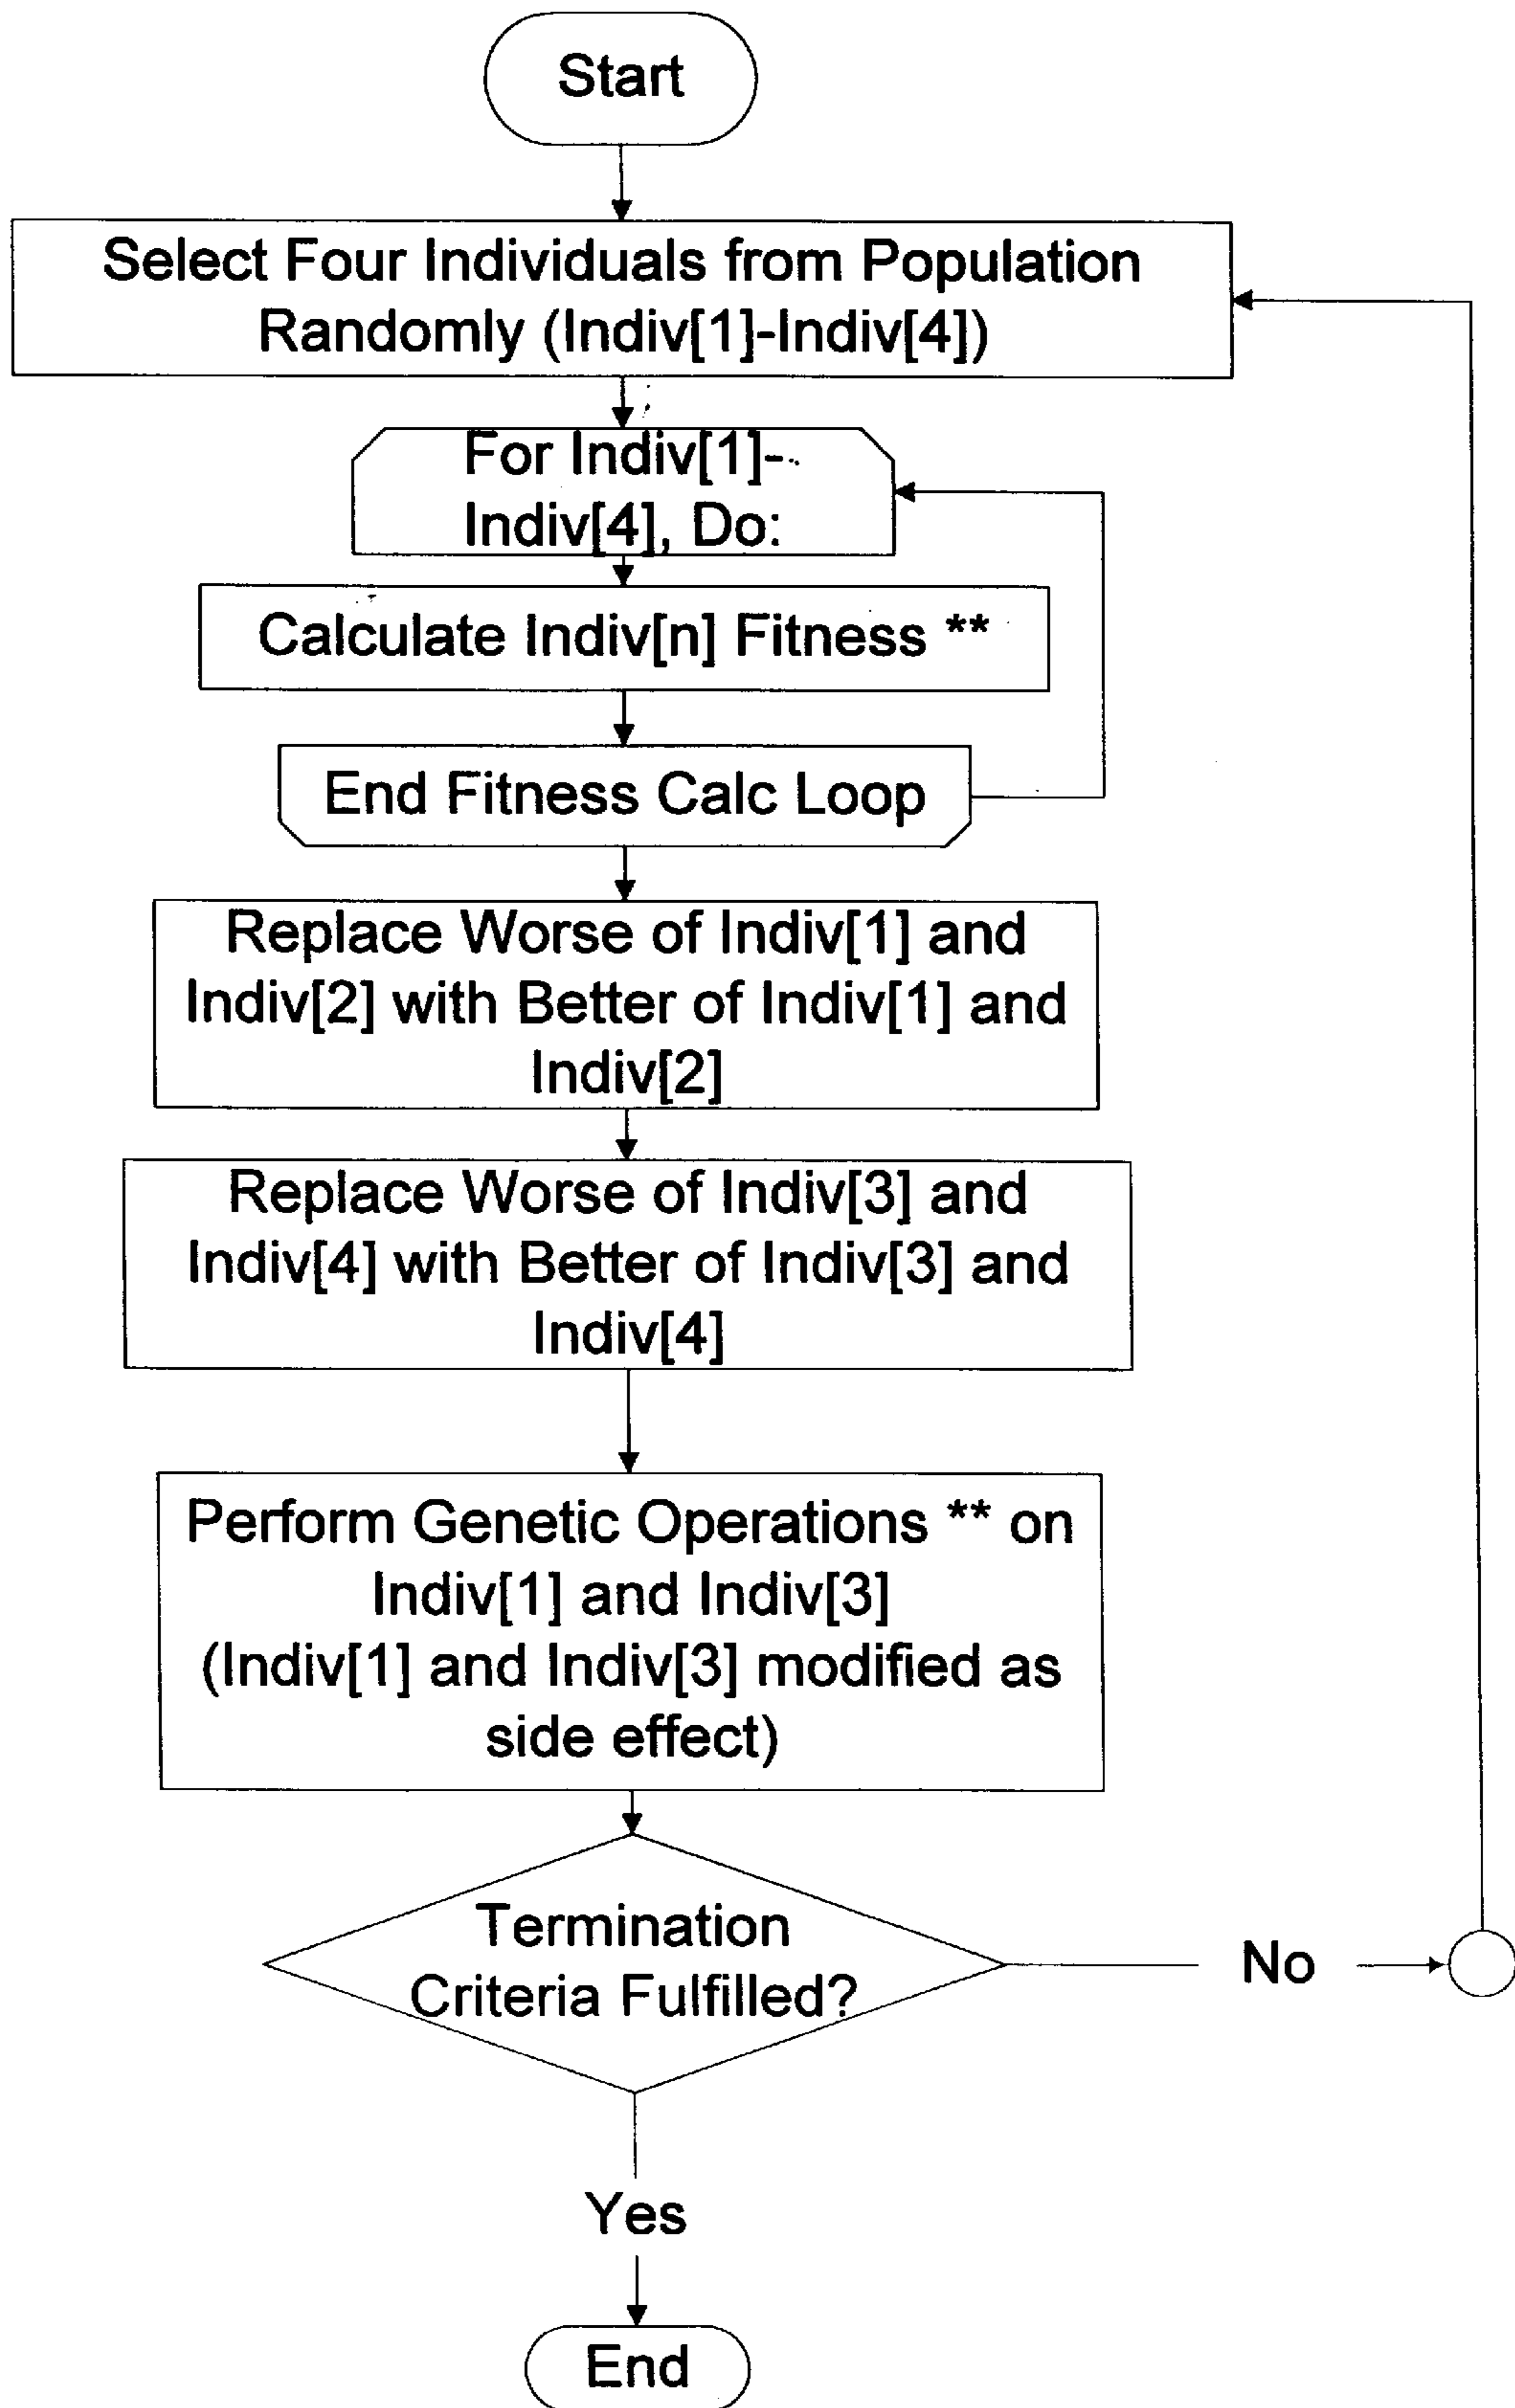 Start
Select Four Individuals from Population
Randomly (Indiv[1]-Indiv[4])
For Indiv[1]-
Indiv[4], Do:
Calculate Indiv[n] Fitness **
End Fitness Calc Loop
Replace Worse of Indiv[1] and
Indiv[2] with Better of Indiv[1] and
Indiv[2]
Replace Worse of Indiv[3] and
Indiv[4] with Better of Indiv[3] and
Indiv[4]
Perform Genetic Operations ** on
Indiv[1] and Indiv[3]
(Indiv[1] and Indiv[3] modified as
side effect)
Termination
Criteria Fulfilled?
No
Yes
End